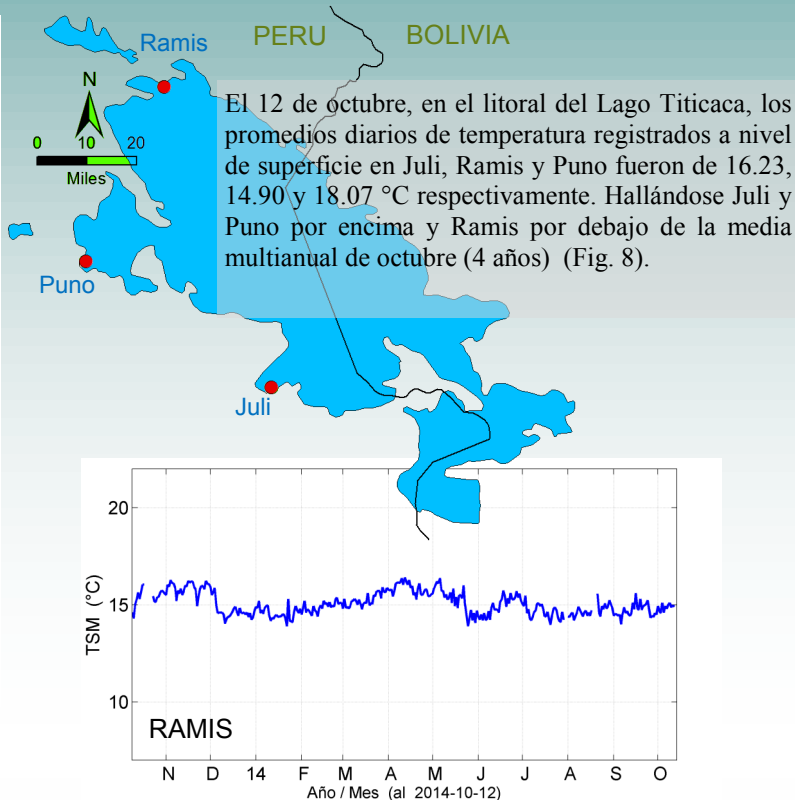 Ramis
PERU
BOLIVIA
N
0 10 20
Miles
El 12 de octubre, en el litoral del Lago Titicaca, los
promedios diarios de temperatura registrados a nivel
de superficie en Juli, Ramis y Puno fueron de 16.23,
14.90 y 18.07 °C respectivamente. Hallándose Juli y
Puno por encima y Ramis por debajo de la media
multianual de octubre (4 años) (Fig. 8).
Puno
Juli
20
15
10
TSM (°C)
RAMIS
N D 14 F M A M J J A S O
Año / Mes (al 2014-10-12)